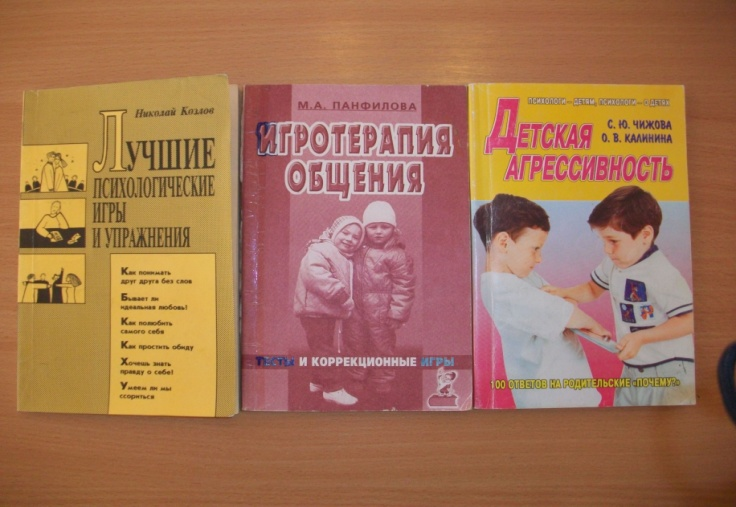 Николай Козлов
Лучшие
психологические
игры
и упражнения
Как понимать
друг друга без слов
Бывает ли
идеальная любовь?
Как полюбить
самого себя
Как простить обиду
Хочешь знать
правду о себе?
Умеем ли мы
ссориться
М.А. ПАНФИЛОВА
ИГРОТЕРАПИЯ
ОБЩЕНИЯ
ТЕСТЫ И КОРРЕКЦИОННЫЕ ИГРЫ
ПСИХОЛОГИ – ДЕТЯМ, ПСИХОЛОГИ – О ДЕТЯХ
ДЕТСКАЯ
АГРЕССИВНОСТЬ
С. Ю. ЧИЖОВА
О. В. КАЛИНИНА
100 ОТВЕТОВ НА РОДИТЕЛЬСКИЕ «ПОЧЕМУ?»